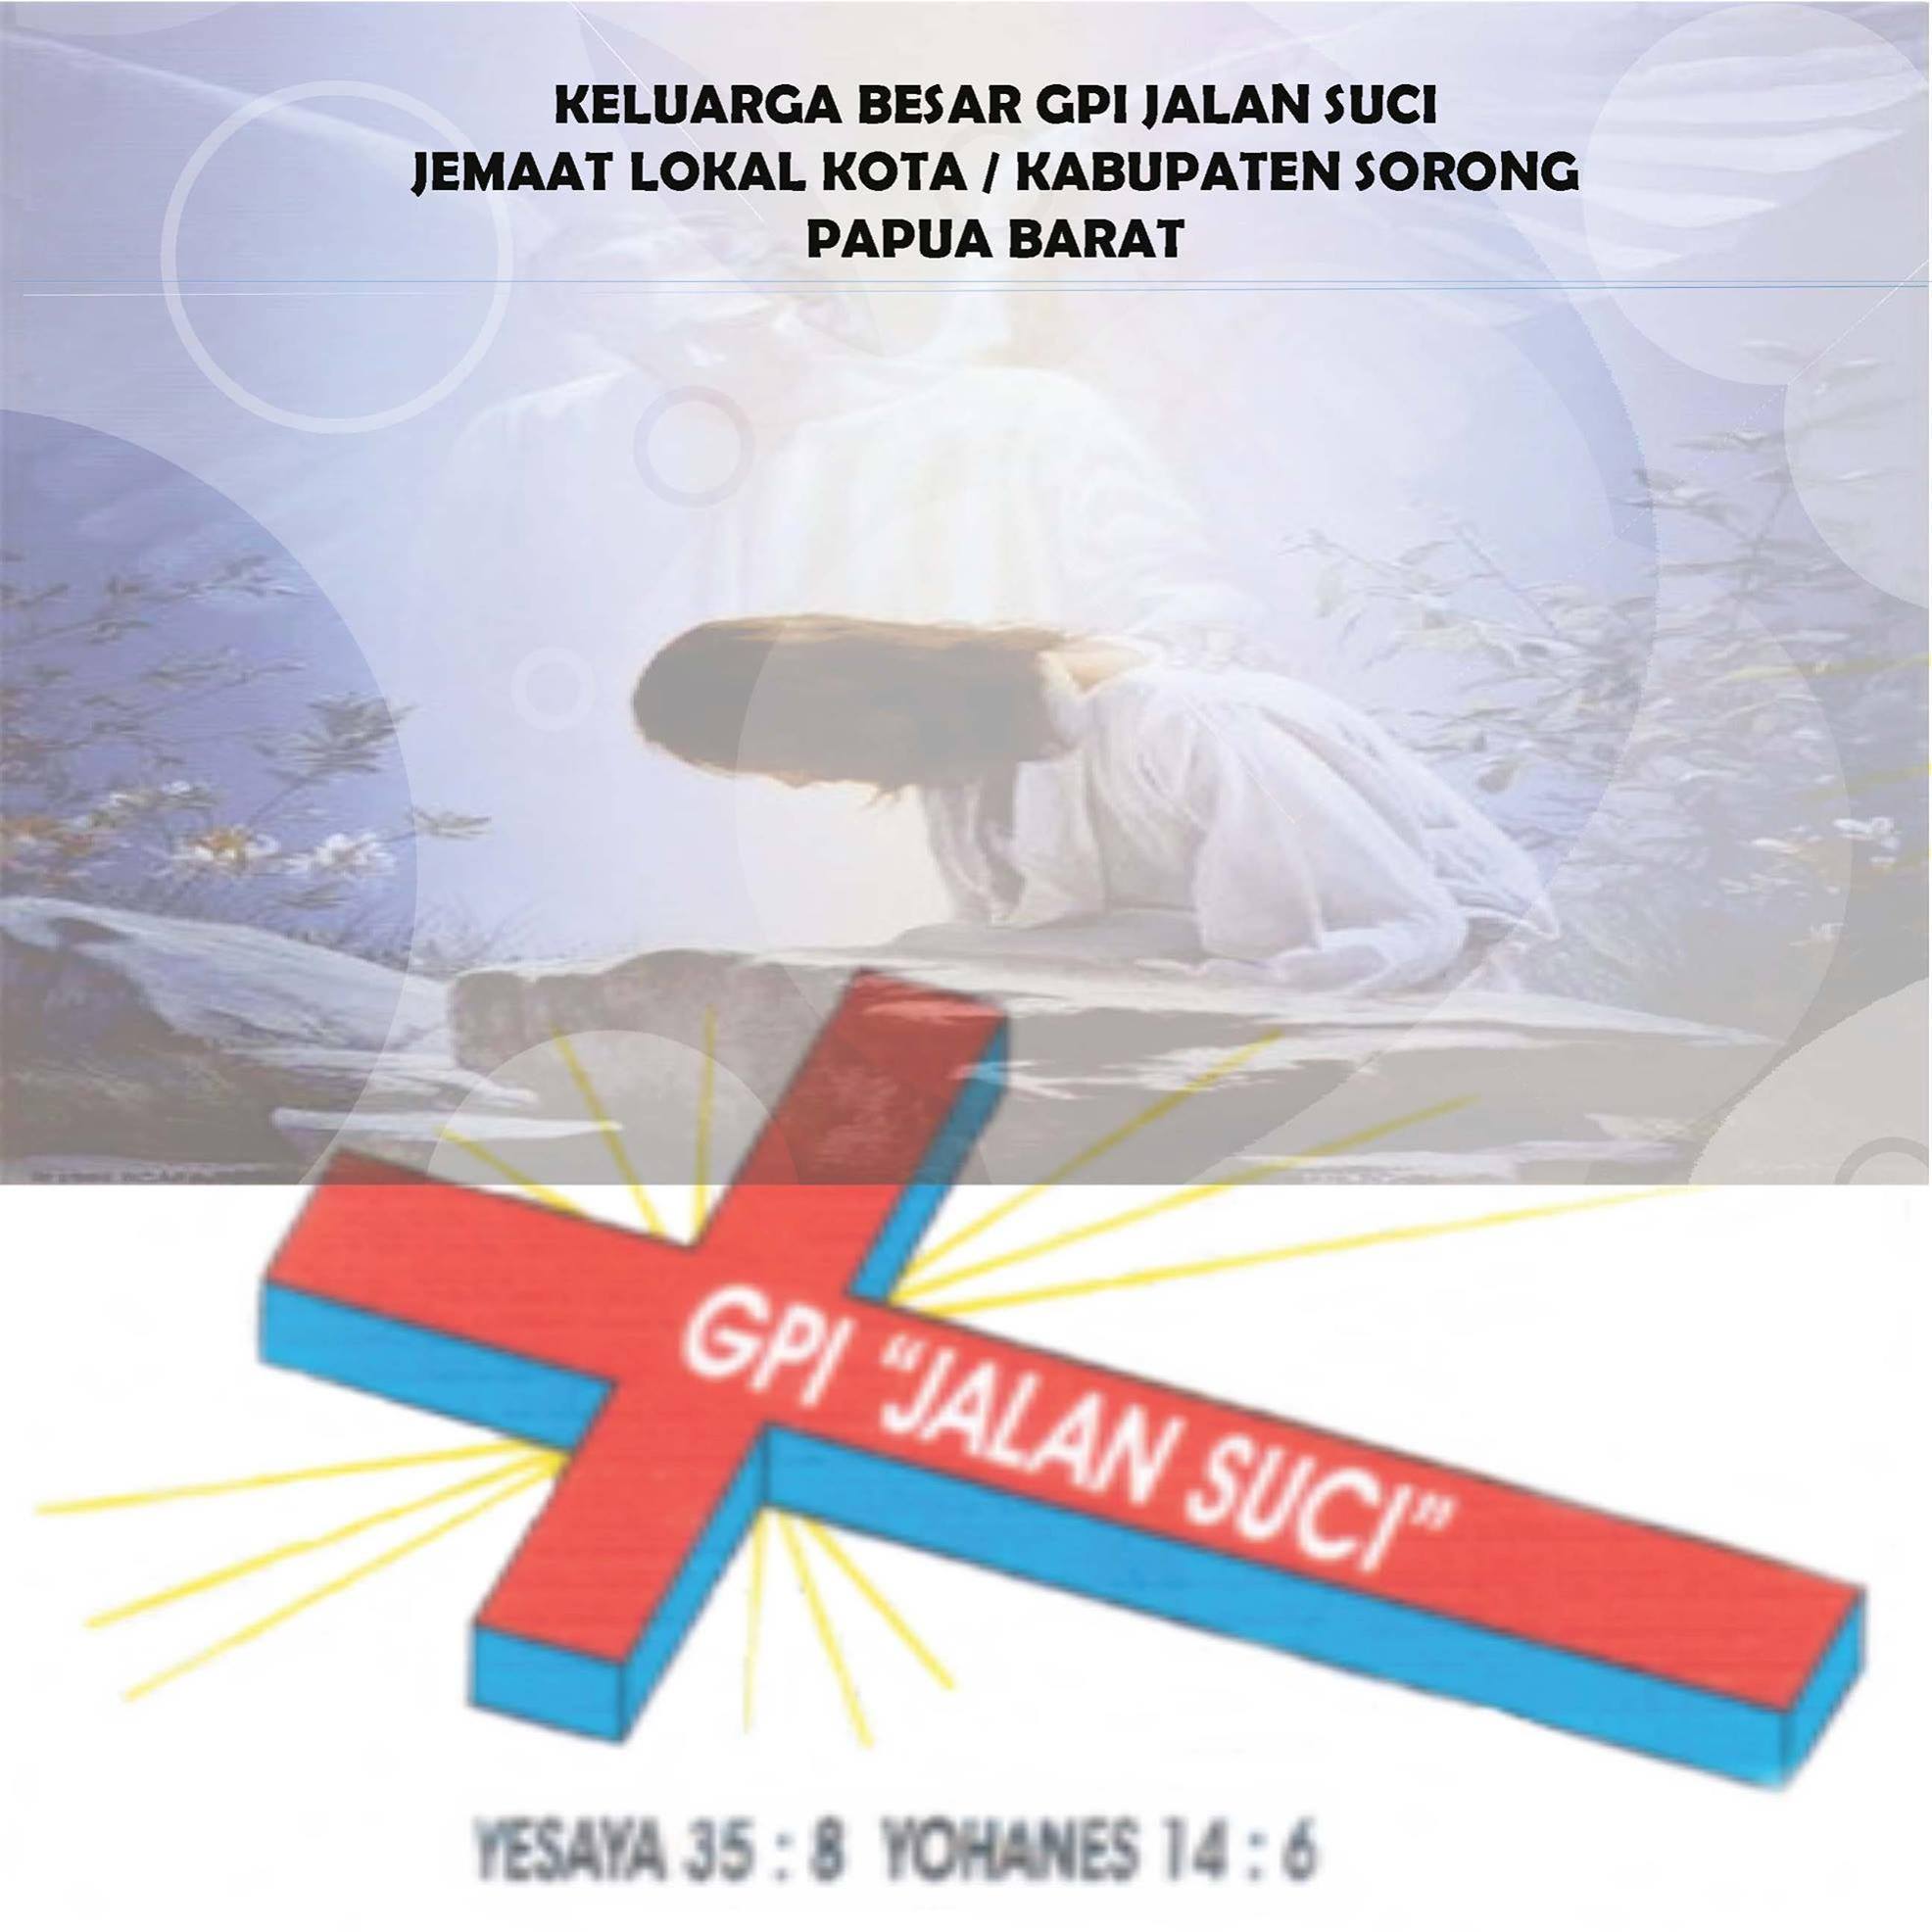 KELUARGA BESAR GPI JALAN SUCI
JEMAAT LOKAL KOTA / KABUPATEN SORONG
PAPUA BARAT
GPI “JALAN SUCI”
YESAYA 35 : 8 YOHANES 14 : 6